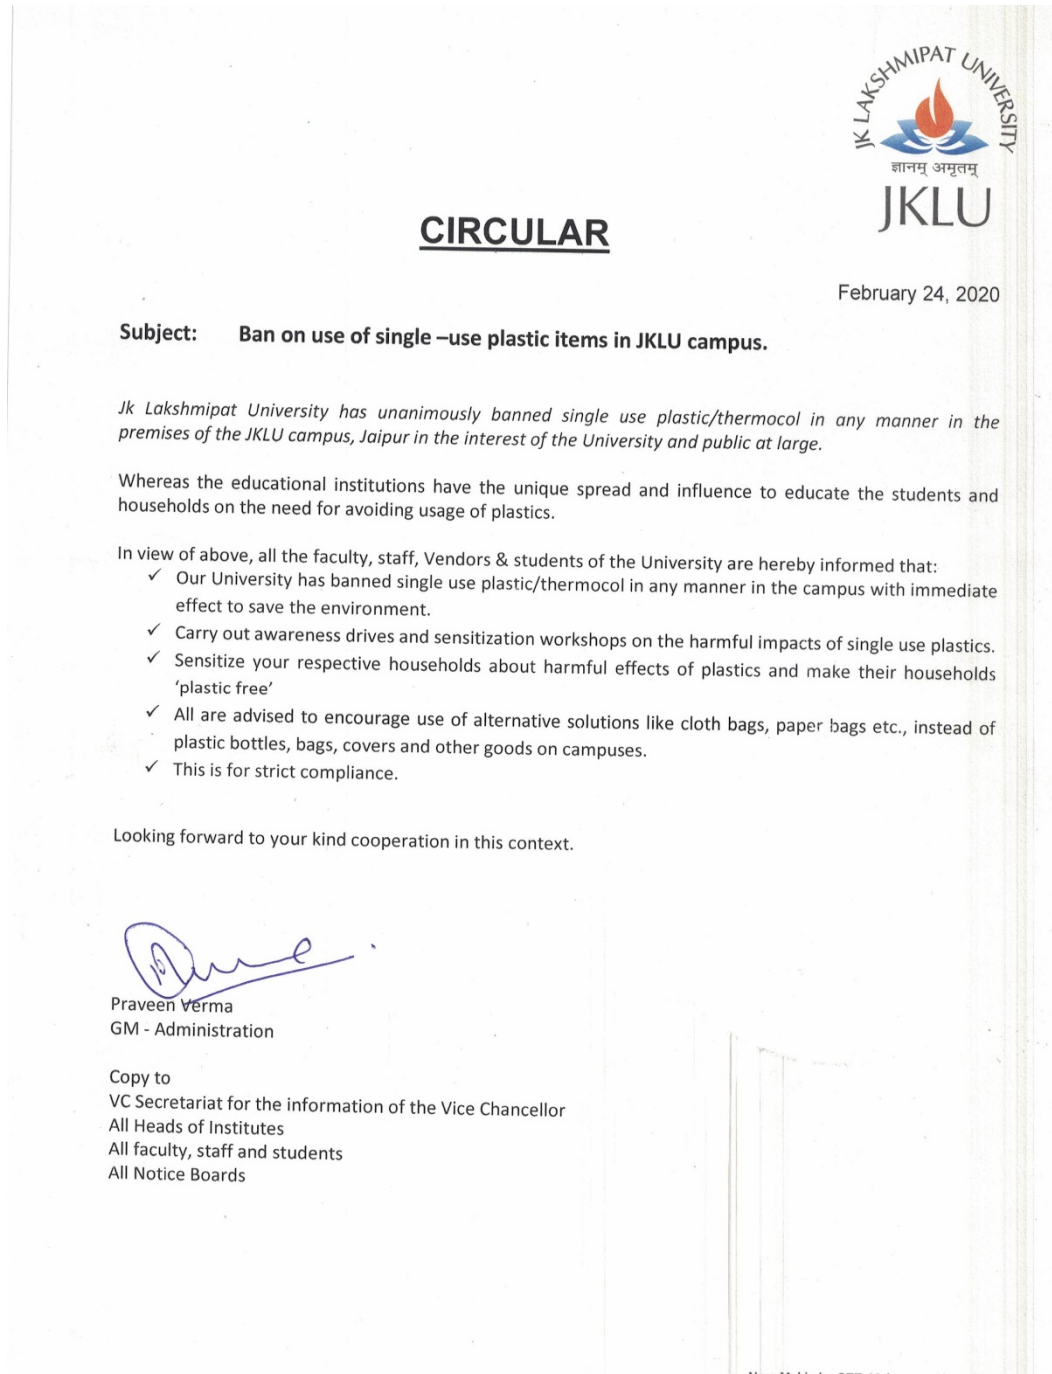 JK LAKSHMIPAT UNIVERSITY
ज्ञानम् अमृतम्
JKLU
CIRCULAR
February 24, 2020
Subject: Ban on use of single –use plastic items in JKLU campus.
Jk Lakshmipat University has unanimously banned single use plastic/thermocol in any manner in the
premises of the JKLU campus, Jaipur in the interest of the University and public at large.
Whereas the educational institutions have the unique spread and influence to educate the students and
households on the need for avoiding usage of plastics.
In view of above, all the faculty, staff, Vendors & students of the University are hereby informed that:
✓ Our University has banned single use plastic/thermocol in any manner in the campus with immediate
effect to save the environment.
✓ Carry out awareness drives and sensitization workshops on the harmful impacts of single use plastics.
✓ Sensitize your respective households about harmful effects of plastics and make their households
‘plastic free’
✓ All are advised to encourage use of alternative solutions like cloth bags, paper bags etc., instead of
plastic bottles, bags, covers and other goods on campuses.
✓ This is for strict compliance.
Looking forward to your kind cooperation in this context.
Praveen Verma
GM - Administration
Copy to
VC Secretariat for the information of the Vice Chancellor
All Heads of Institutes
All faculty, staff and students
All Notice Boards